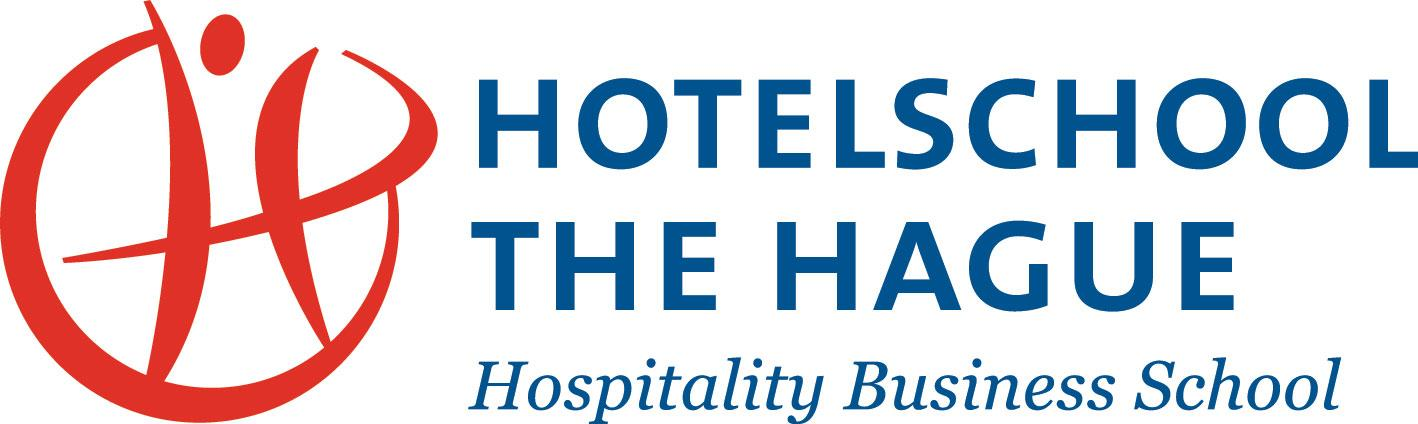 HOTELSCHOOL
THE HAGUE
Hospitality Business School